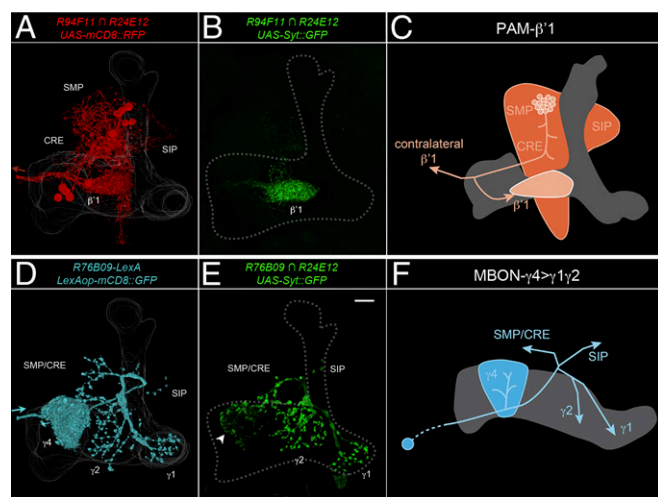 A
R94F11 ∩ R24E12
UAS-mCD8::RFP
SMP
CRE
SIP
β'1
B
R94F11 ∩ R24E12
UAS-Syt::GFP
β'1
C
PAM-β'1
SMP
SIP
CRE
contralateral
β'1
β'1
D
R76B09-LexA
LexAop-mCD8::GFP
SMP/CRE
SIP
γ4
γ2
γ1
E
R76B09 ∩ R24E12
UAS-Syt::GFP
SMP/CRE
SIP
γ2
γ1
F
MBON-γ4>γ1γ2
SMP/CRE
SIP
γ4
γ2
γ1